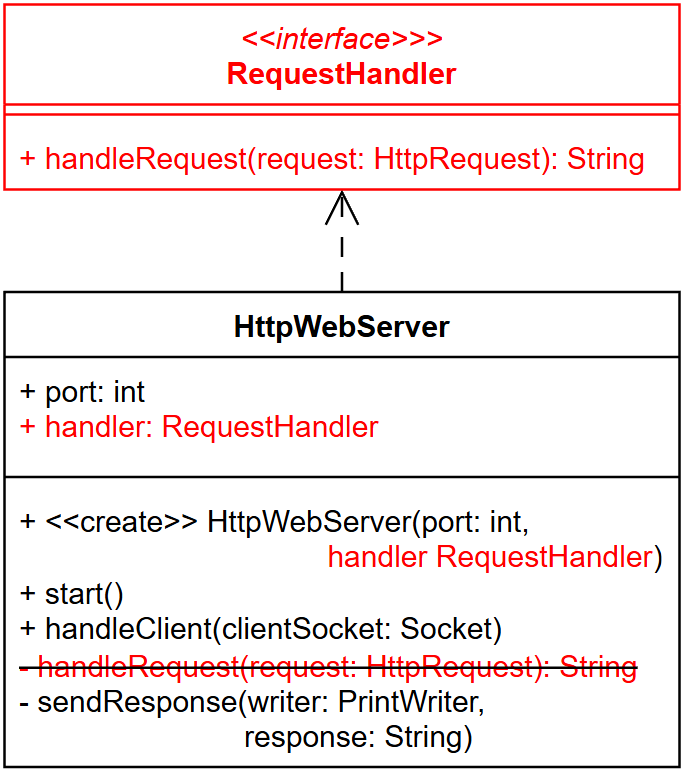 <<interface>>>
RequestHandler
+ handleRequest(request: HttpRequest): String
HttpWebServer
+ port: int
+ handler: RequestHandler
+ <<create>> HttpWebServer(port: int,
handler RequestHandler)
+ start()
+ handleClient(clientSocket: Socket)
- handleRequest(request: HttpRequest): String
- sendResponse(writer: PrintWriter,
response: String)